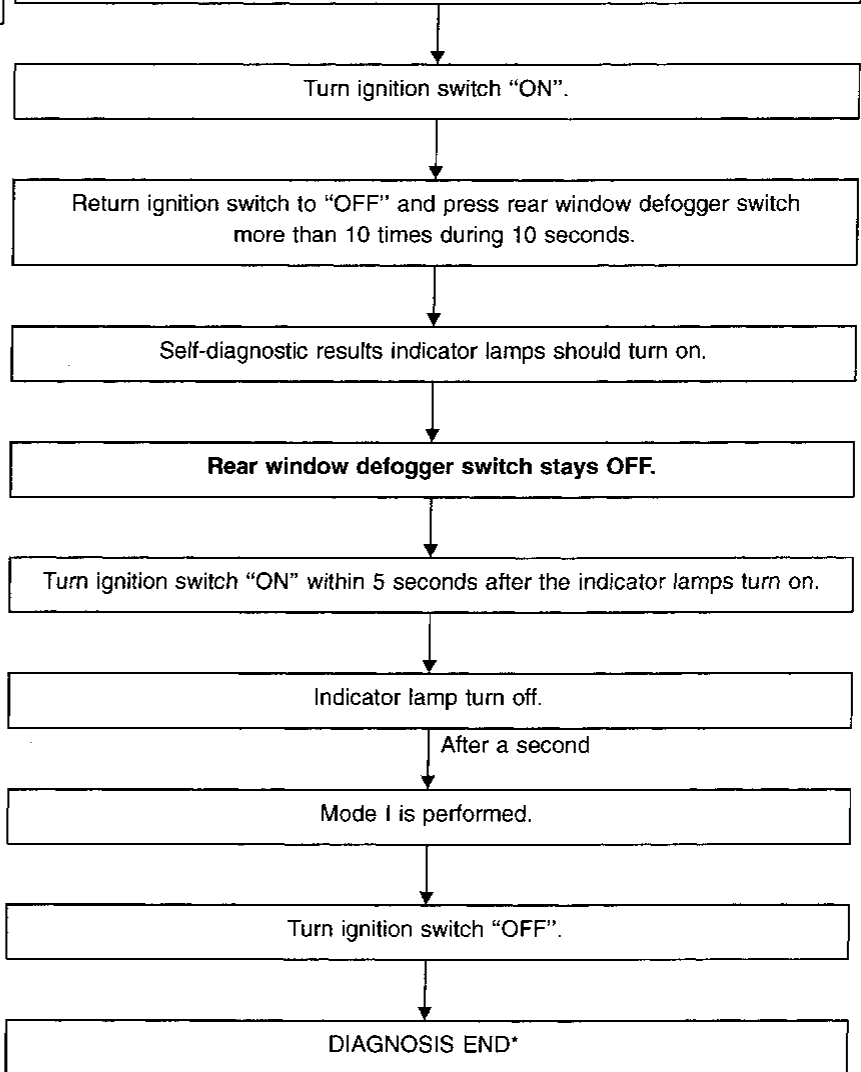 Turn ignition switch “ON”.
Return ignition switch to “OFF” and press rear window defogger switch
more than 10 times during 10 seconds.
Self-diagnostic results indicator lamps should turn on.
Rear window defogger switch stays OFF.
Turn ignition switch “ON” within 5 seconds after the indicator lamps turn on.
Indicator lamp turn off.
After a second
Mode I is performed.
Turn ignition switch “OFF”.
DIAGNOSIS END*